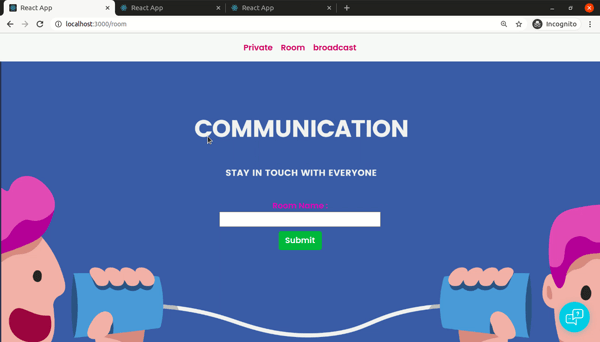 React App
React App
React App
localhost:3000/room
Incognito
Private Room broadcast
COMMUNICATION
STAY IN TOUCH WITH EVERYONE
Submit